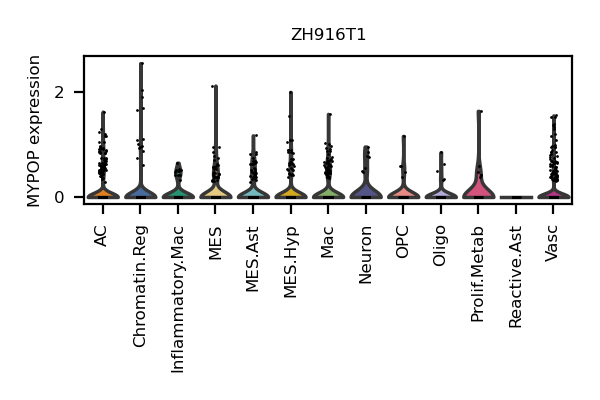 ZH916T1
MYPOP expression
2
0
AC
Chromatin.Reg
Inflammatory.Mac
MES
MES.Ast
MES.Hyp
Mac
Neuron
OPC
Oligo
Prolif.Metab
Reactive.Ast
Vasc